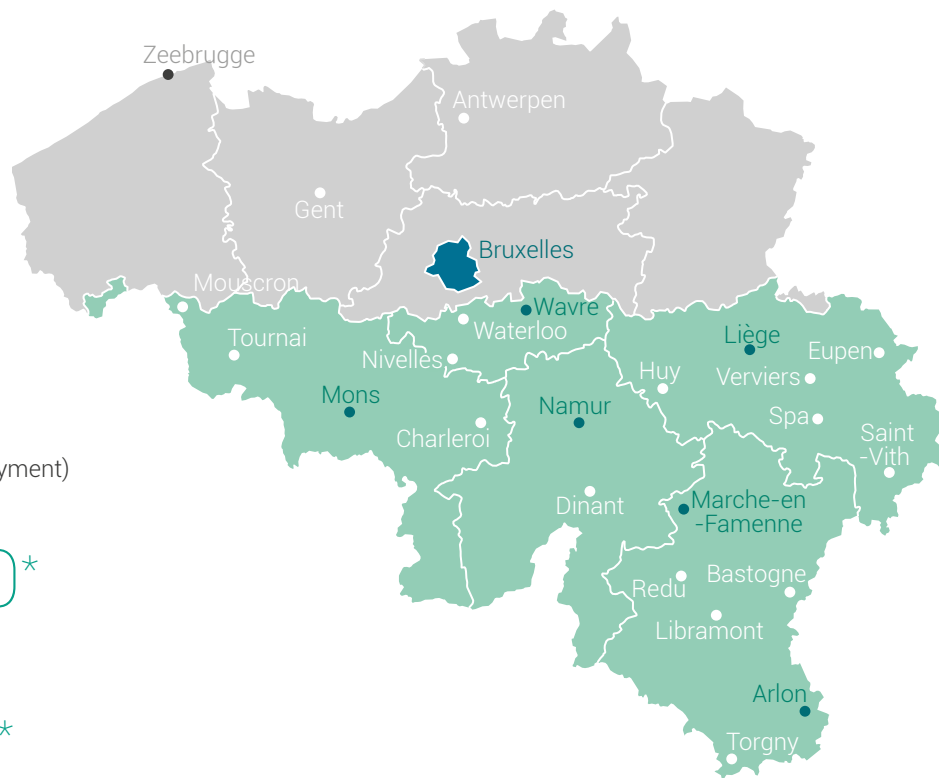 Zeebrugge
Antwerpen
Gent
Bruxelles
Mouscron
Wavre
Waterloo
Tournai
Liège
Eupen
Nivelles
Huy
Verviers
Mons
Namur
Spa
Charleroi
Saint
-Vith
yment)
Dinant
Marche-en
-Famenne
*
Redu
Bastogne
Libramont
Arlon
*
Torgny